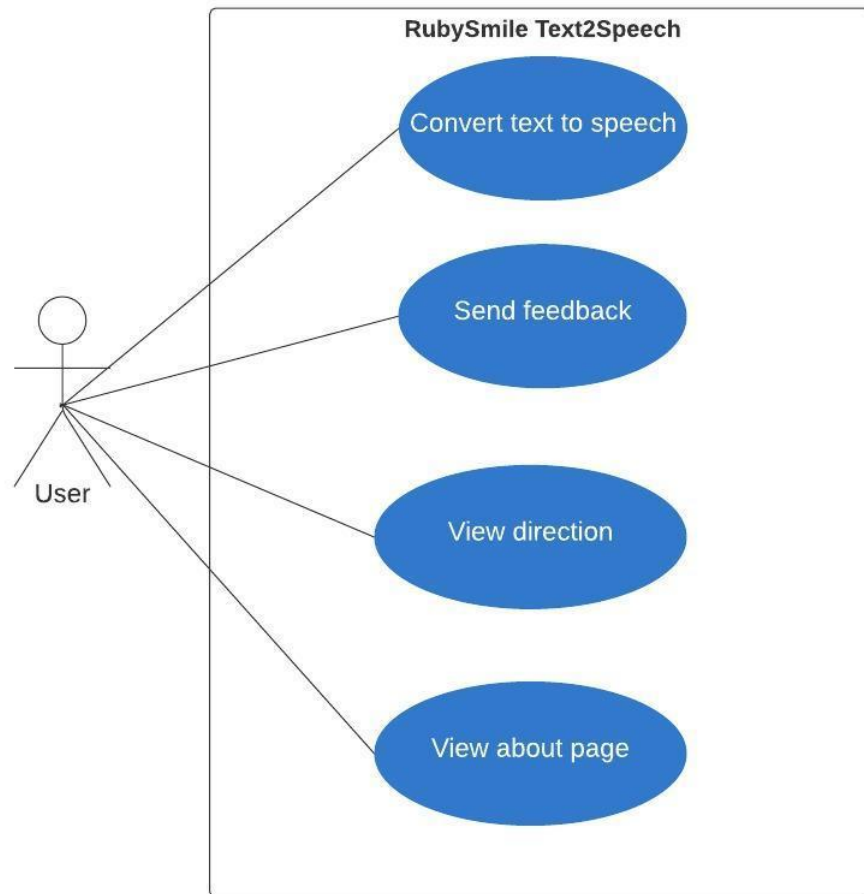 RubySmile Text2Speech
Convert text to speech
Send feedback
User
View direction
View about page